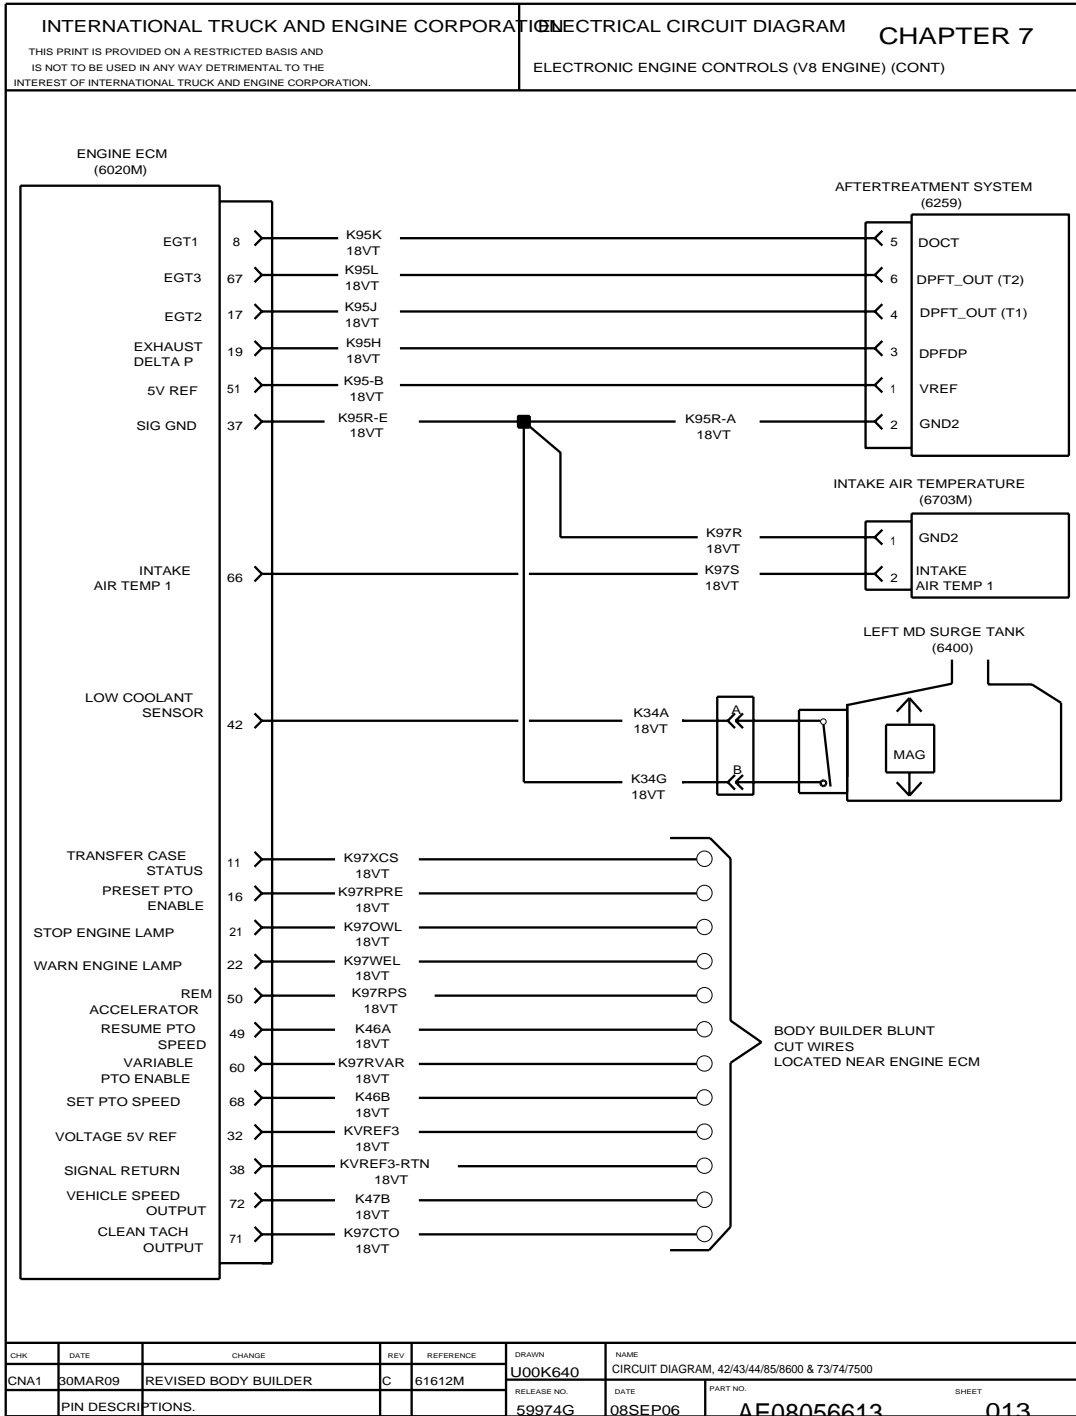 INTERNATIONAL TRUCK AND ENGINE CORPORATION
THIS PRINT IS PROVIDED ON A RESTRICTED BASIS AND
IS NOT TO BE USED IN ANY WAY DETRIMENTAL TO THE
INTEREST OF INTERNATIONAL TRUCK AND ENGINE CORPORATION.
ELECTRICAL CIRCUIT DIAGRAM
CHAPTER 7
ELECTRONIC ENGINE CONTROLS (V8 ENGINE) (CONT)
ENGINE ECM
(6020M)
AFTERTREATMENT SYSTEM
(6259)
EGT1 8 K95K 5 DOCT
18VT
EGT3 67 K95L 6 DPFT_OUT (T2)
18VT
EGT2 17 K95J 4 DPFT_OUT (T1)
18VT
EXHAUST
DELTA P 19 K95H 3 DPFDP
18VT
5V REF 51 K95-B 1 VREF
18VT
SIG GND 37 K95R-E K95R-A 2 GND2
18VT 18VT
INTAKE AIR TEMPERATURE
(6703M)
K97R 1 GND2
18VT
INTAKE
AIR TEMP 1 66 K97S 2 INTAKE
AIR TEMP 1
18VT
LEFT MD SURGE TANK
(6400)
LOW COOLANT
SENSOR 42 K34A A
18VT
MAG
K34G B
18VT
TRANSFER CASE
STATUS 11 K97XCS
18VT
PRESET PTO
ENABLE 16 K97RPRE
18VT
STOP ENGINE LAMP 21 K97OWL
18VT
WARN ENGINE LAMP 22 K97WEL
18VT
REM
ACCELERATOR 50 K97RPS
18VT
RESUME PTO
SPEED 49 K46A
18VT
VARIABLE
PTO ENABLE 60 K97RVAR
18VT
SET PTO SPEED 68 K46B
18VT
VOLTAGE 5V REF 32 KVREF3
18VT
SIGNAL RETURN 38 KVREF3-RTN
18VT
VEHICLE SPEED
OUTPUT 72 K47B
18VT
CLEAN TACH
OUTPUT 71 K97CTO
18VT
BODY BUILDER BLUNT
CUT WIRES
LOCATED NEAR ENGINE ECM
CHK DATE CHANGE REV REFERENCE
CNA1 30MAR09 REVISED BODY BUILDER C 61612M
PIN DESCRIPTIONS.
DRAWN
U00K640
NAME
CIRCUIT DIAGRAM, 42/43/44/85/8600 & 73/74/7500
RELEASE NO. DATE PART NO. SHEET
59974G 08SEP06 AE08056613 013